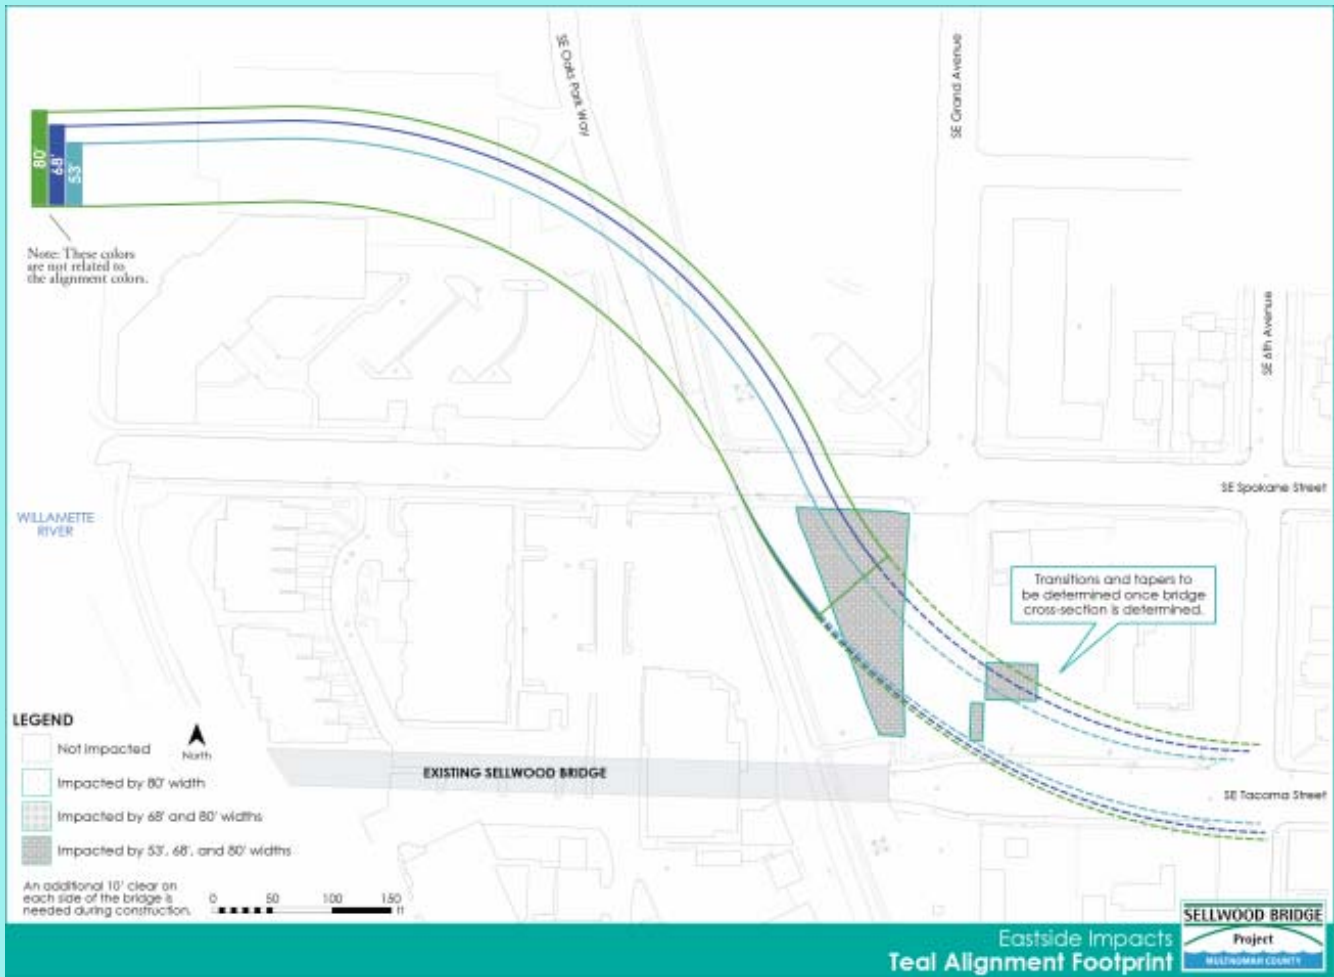 SE Oaks Park Way
SE Grand Avenue
80'
68'
53'
Note: These colors
are not related to
the alignment colors.
SE 6th Avenue
SE Spokane Street
WILLAMETTE
RIVER
Transitions and tapers to
be determined once bridge
cross-section is determined.
LEGEND
Not impacted
North
Impacted by 80' width
Impacted by 68' and 80' widths
Impacted by 53', 68', and 80' widths
EXISTING SELLWOOD BRIDGE
SE Tacoma Street
An additional 10' clear on
each side of the bridge is
needed during construction.
0 50 100 150
ft
Eastside Impacts
Teal Alignment Footprint
SELLWOOD BRIDGE
Project
MULTNOMAH COUNTY